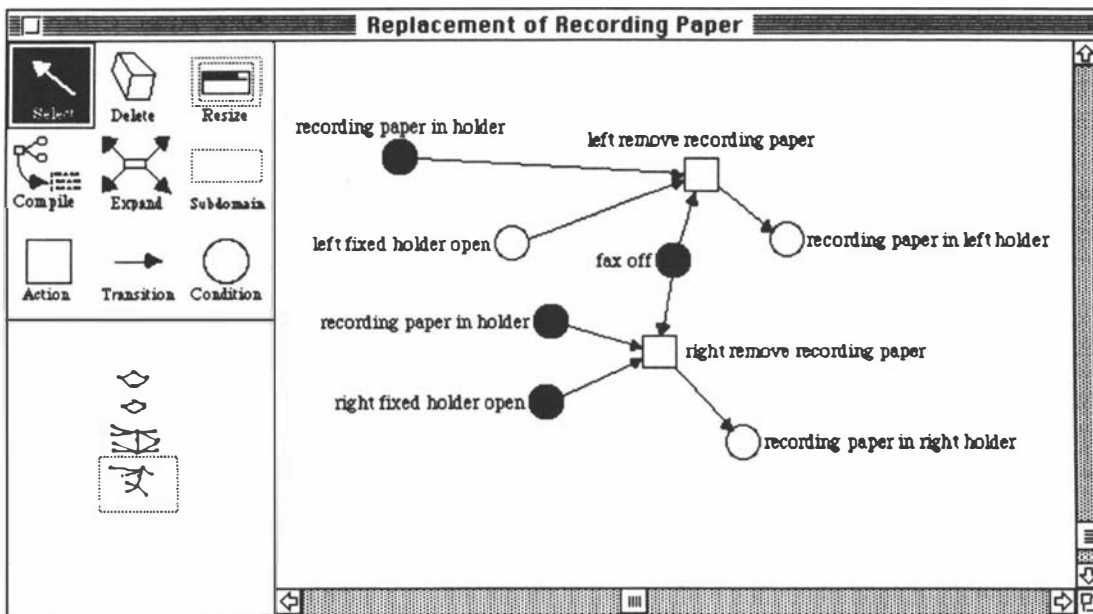 Replacement of Recording Paper
Select
Delete
Resize
Compile
Expand
Subdomain
Action
Transition
Condition
recording paper in holder
left remove recording paper
left fixed holder open
fax off
recording paper in left holder
recording paper in holder
right remove recording paper
right fixed holder open
recording paper in right holder